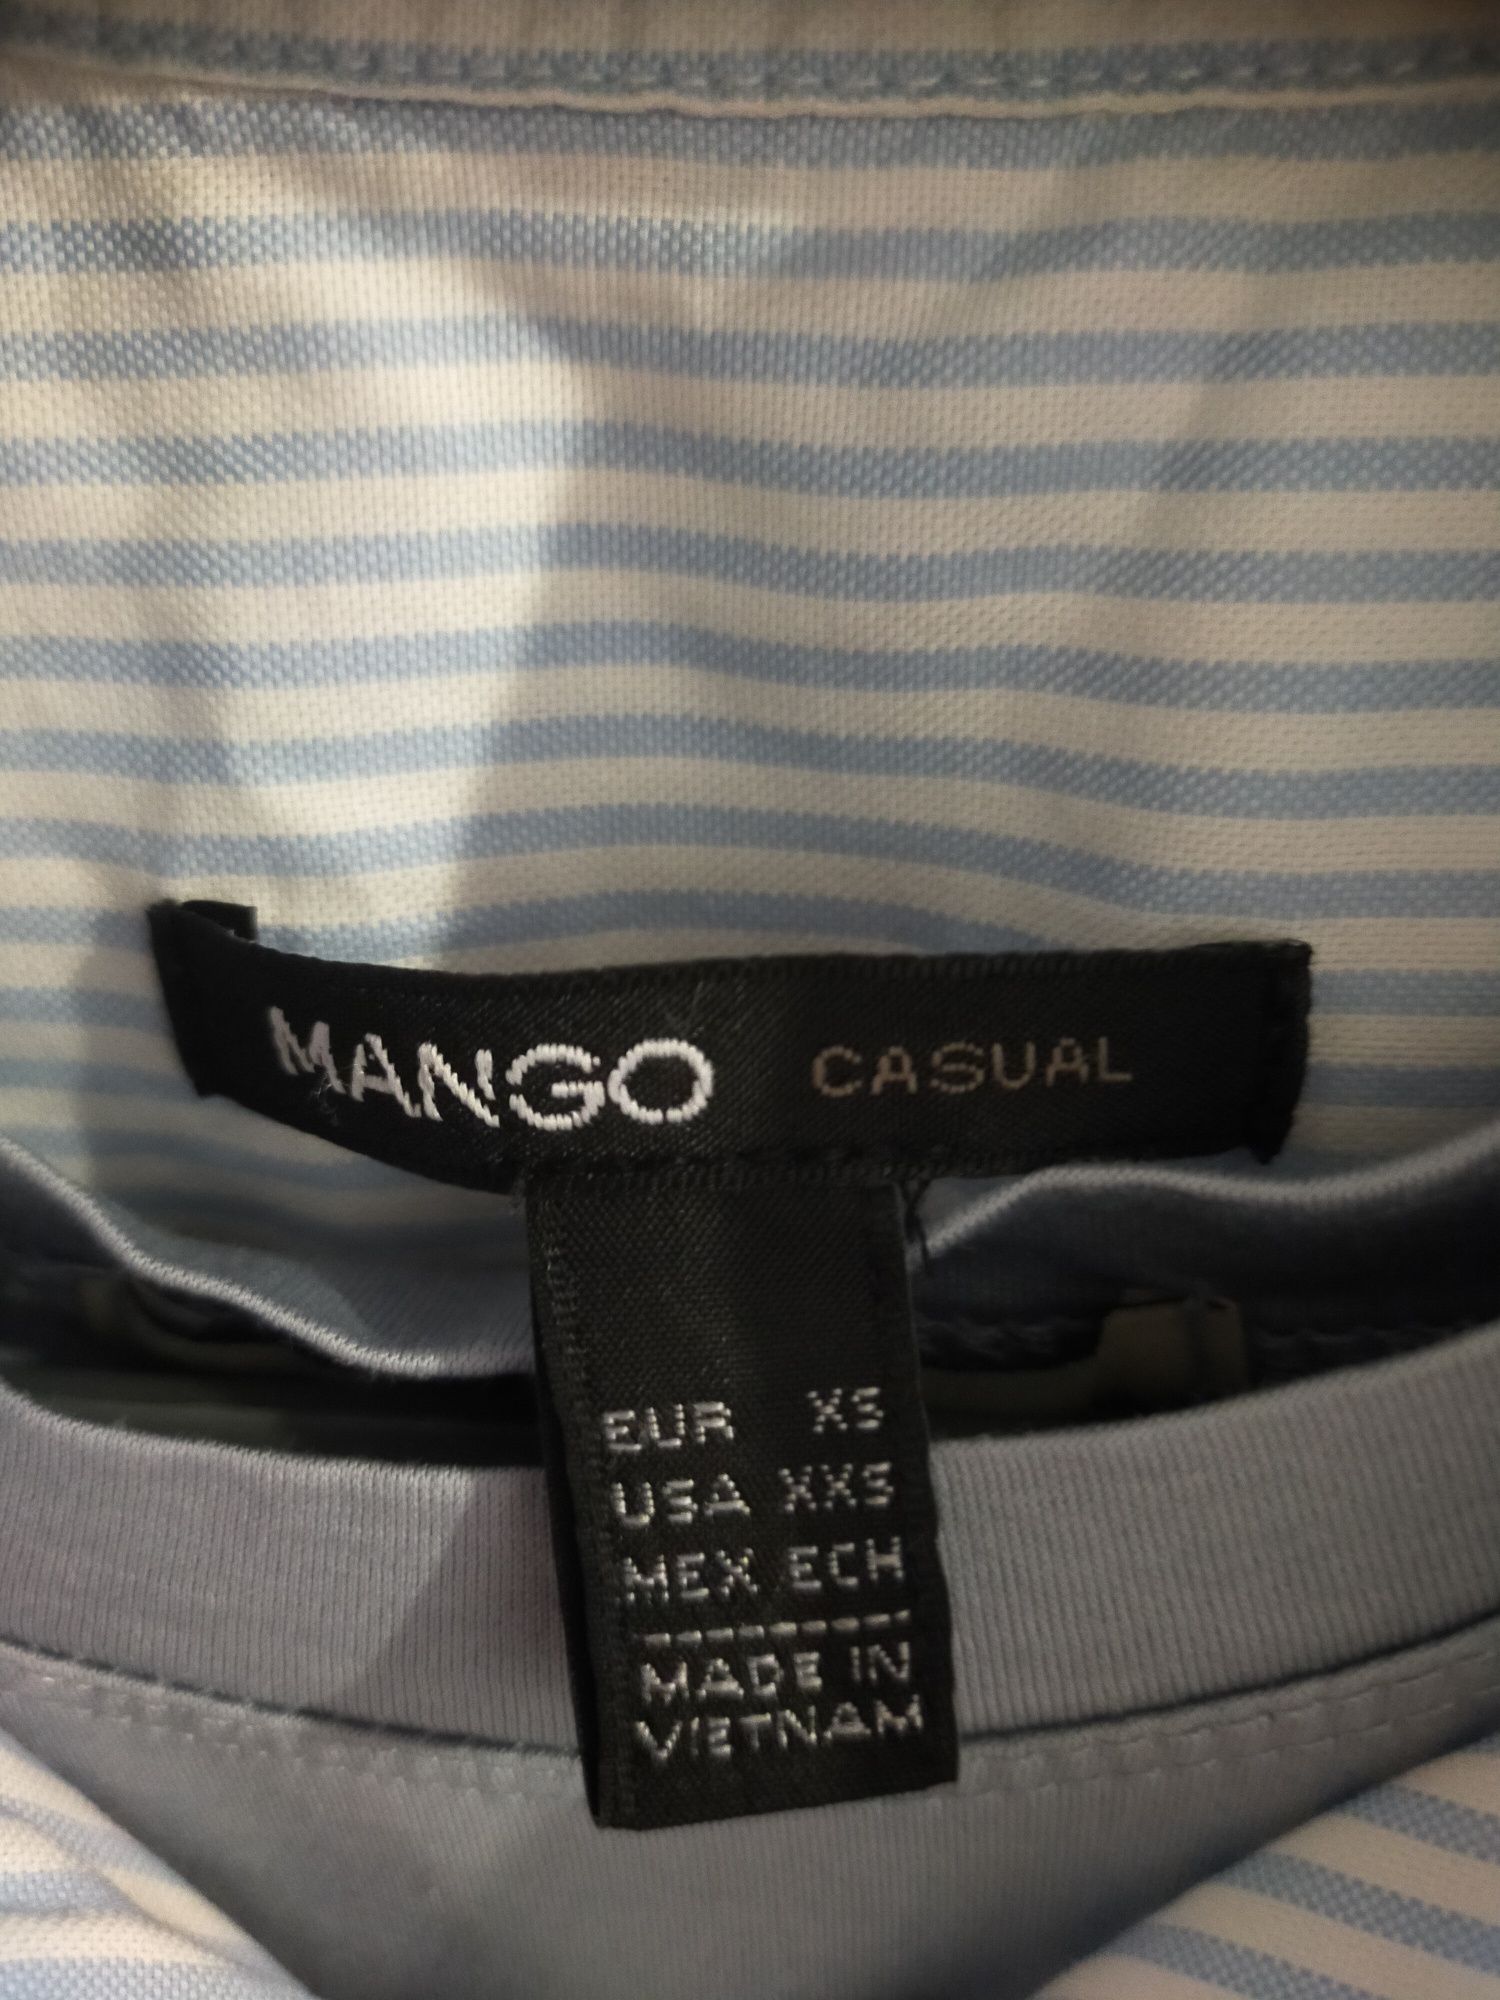 MANGO CASUAL
EUR XS
USA XXS
MEX ECH
MADE IN
VIETNAM